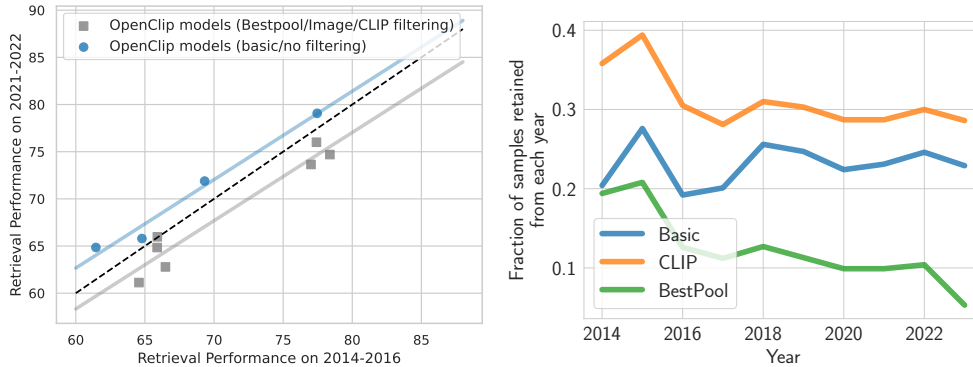 90
85
80
75
70
65
60
Retrieval Performance on 2021-2022
OpenClip models (Bestpool/Image/CLIP filtering)
OpenClip models (basic/no filtering)
60 65 70 75 80 85
Retrieval Performance on 2014-2016
0.4
0.3
0.2
0.1
Fraction of samples retained
from each year
Basic
CLIP
BestPool
2014 2016 2018 2020 2022
Year